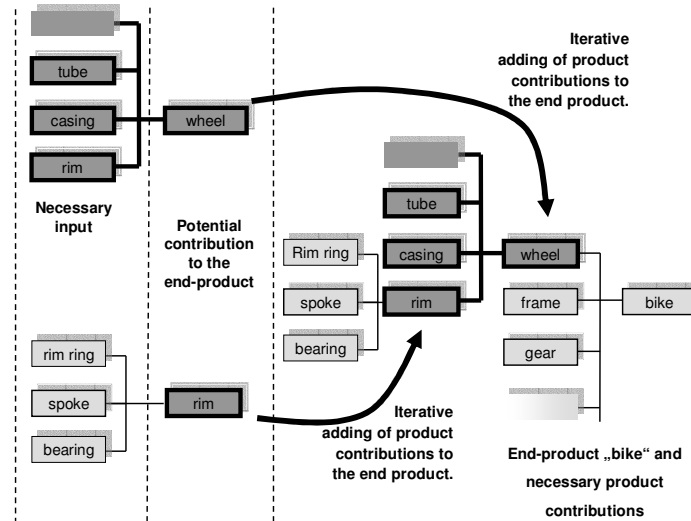 tube
casing
rim
wheel
Necessary
input
Potential
contribution
to the
end-product
rim ring
spoke
bearing
rim
Iterative
adding of product
contributions to
the end product.
tube
casing
rim
Rim ring
spoke
bearing
wheel
frame
gear
bike
Iterative
adding of product
contributions to
the end product.
End-product „bike“ and
necessary product
contributions